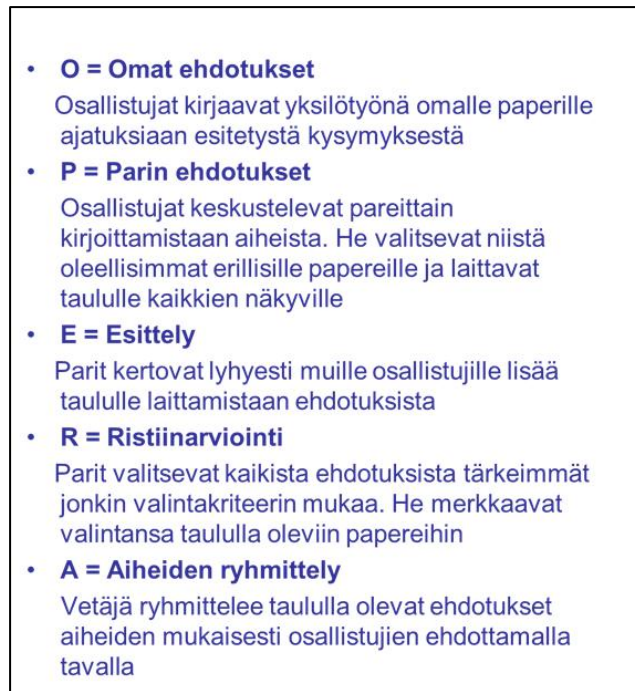 • O = Omat ehdotukset
Osallistujat kirjaavat yksilötyönä omalle paperille
ajatuksiaan esitetystä kysymyksestä
• P = Parin ehdotukset
Osallistujat keskustelevat pareittain
kirjoittamistaan aiheista. He valitsevat niistä
oleellisimmat erillisille papereille ja laittavat
taululle kaikkien näkyville
• E = Esittely
Parit kertovat lyhyesti muille osallistujille lisää
taululle laittamistaan ehdotuksista
• R = Ristiinarviointi
Parit valitsevat kaikista ehdotuksista tärkeimmät
jonkin valintakriteerin mukaa. He merkkaavat
valintansa taululla oleviin papereihin
• A = Aiheiden ryhmittely
Vetäjä ryhmittelee taululla olevat ehdotukset
aiheiden mukaisesti osallistujien ehdottamalla
tavalla